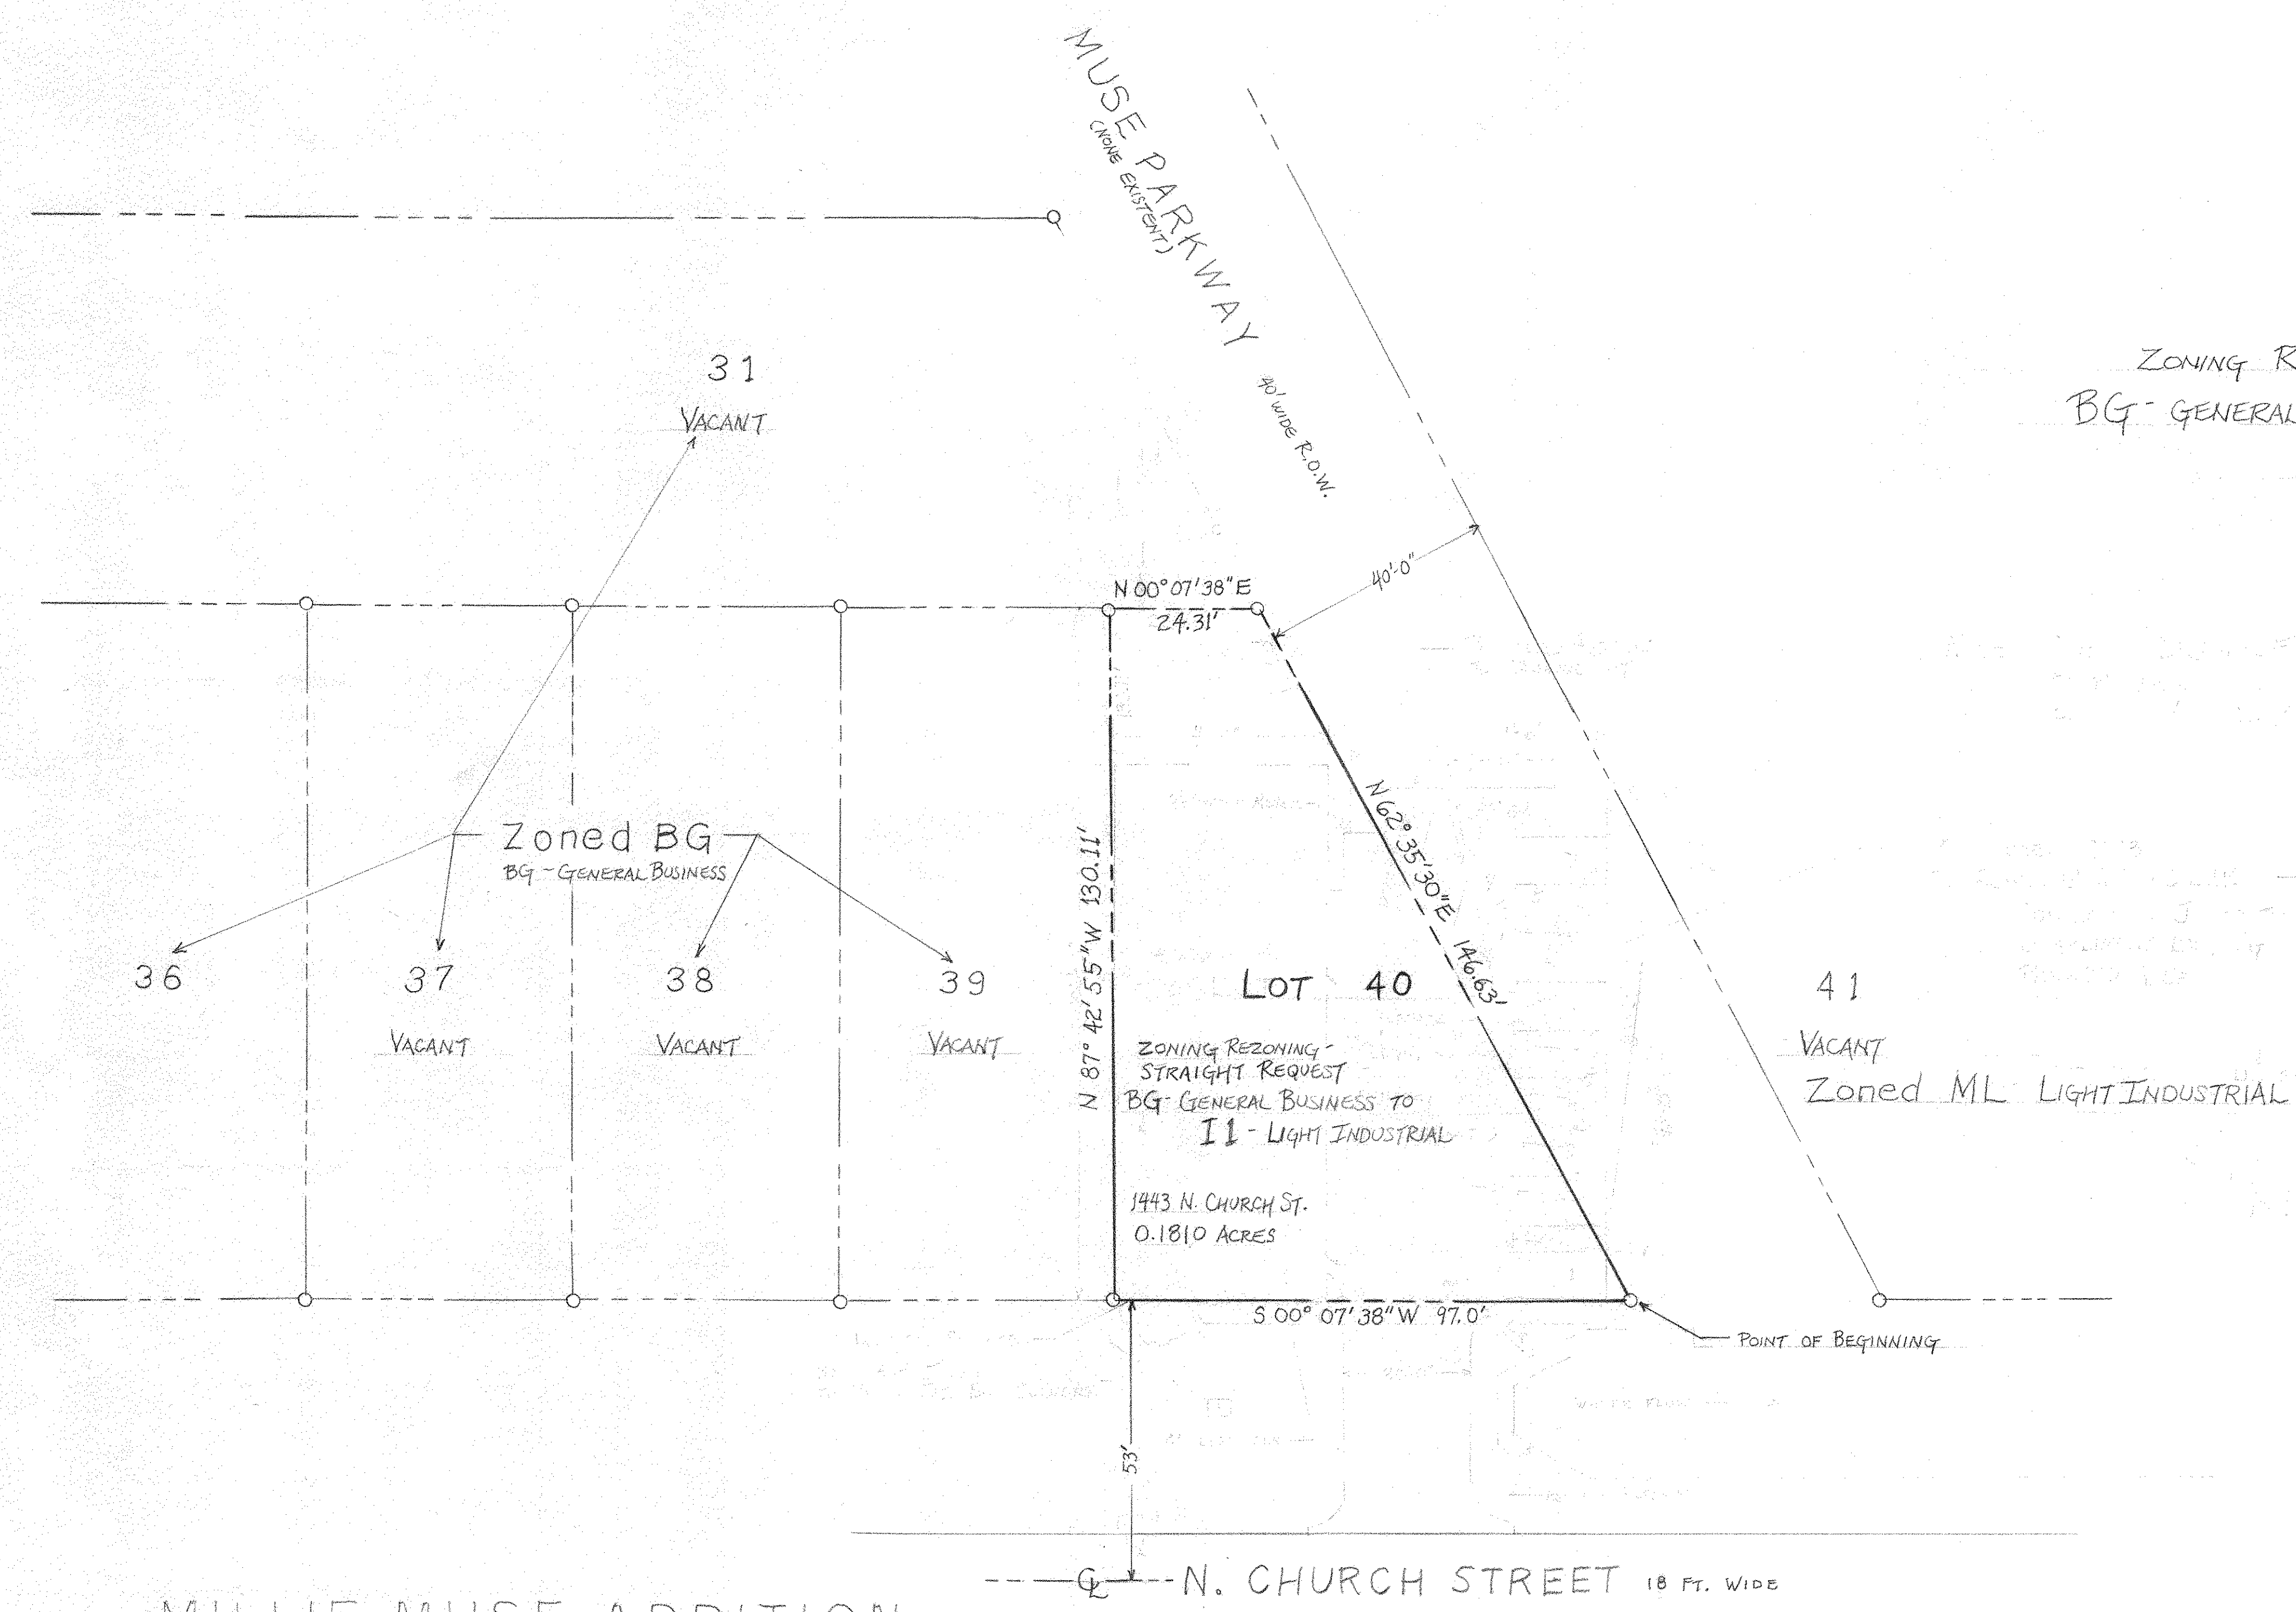 MUSE PARKWAY
(NONE EXISTENT)
40' WIDE R.O.W.
ZONING R
BG - GENERAL
31
VACANT
40'-0"
N 00° 07' 38" E
24.31'
N 62° 35' 30" E 146.63'
N 87° 42' 55" W 130.11'
Zoned BG
BG - GENERAL BUSINESS
36
37
VACANT
38
VACANT
39
VACANT
LOT 40
ZONING REZONING -
STRAIGHT REQUEST
BG - GENERAL BUSINESS TO
I1 - LIGHT INDUSTRIAL
1443 N. CHURCH ST.
0.1810 ACRES
41
VACANT
Zoned ML LIGHT INDUSTRIAL
S 00° 07' 38" W 97.0'
POINT OF BEGINNING
53'
CL N. CHURCH STREET 18 FT. WIDE
MILLIE MUSE ADDITION